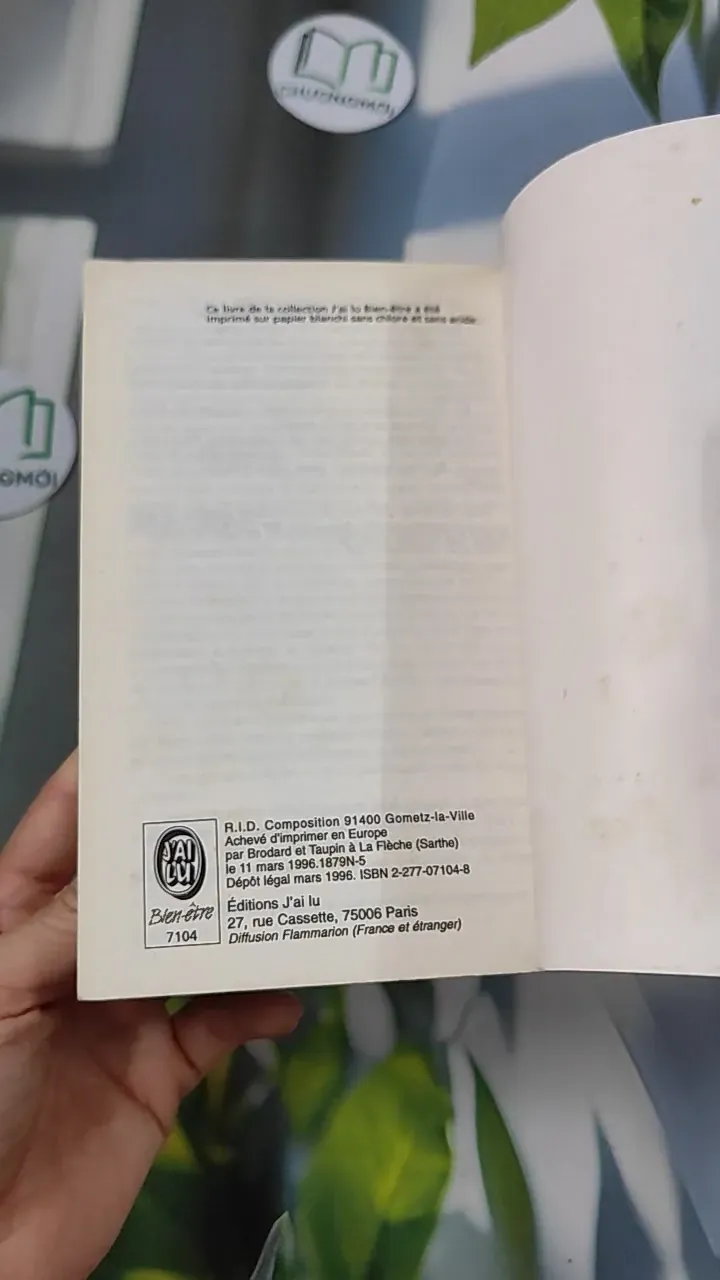 Ce livre de la collection J'ai lu Bien-être a été
imprimé sur papier blanchi sans chlore et sans acide.
R.I.D. Composition 91400 Gometz-la-Ville
Achevé d'imprimer en Europe
par Brodard et Taupin à La Flèche (Sarthe)
le 11 mars 1996.1879N-5
Dépôt légal mars 1996. ISBN 2-277-07104-8
J'AI
LU
Bien-être
7104
Éditions J'ai lu
27, rue Cassette, 75006 Paris
Diffusion Flammarion (France et étranger)
GMỚI